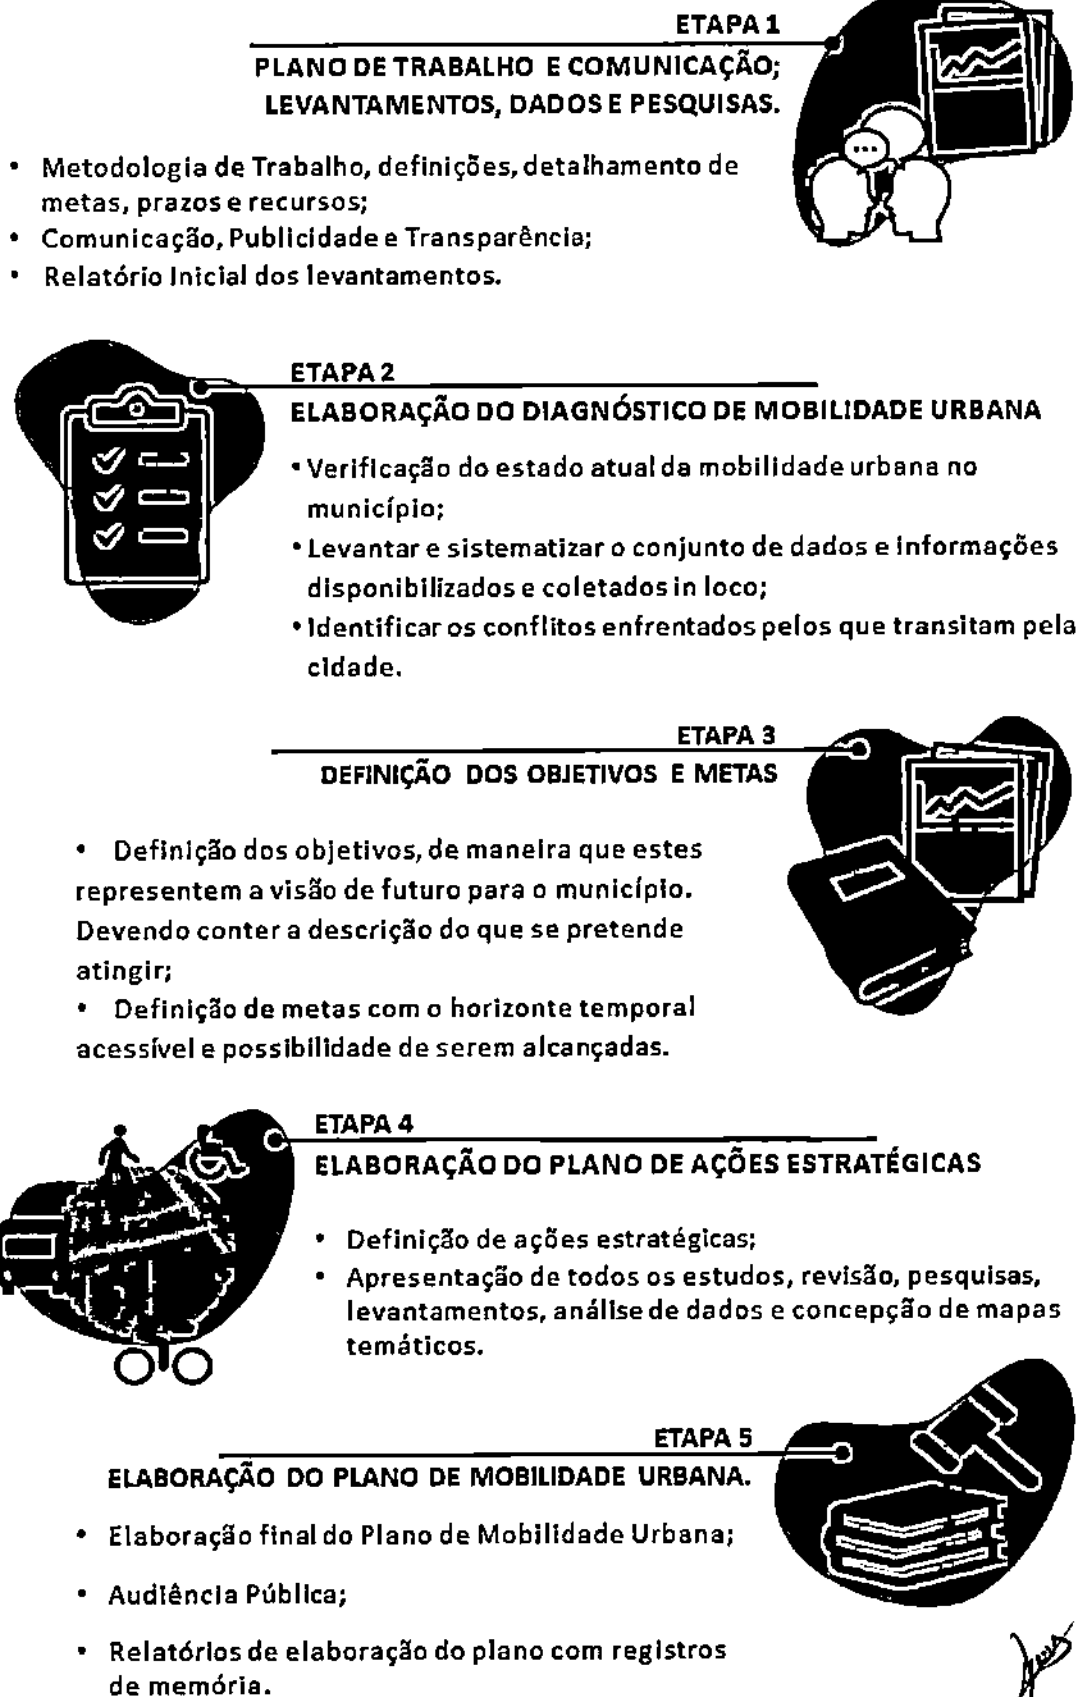 ETAPA 1
PLANO DE TRABALHO E COMUNICAÇÃO;
LEVANTAMENTOS, DADOS E PESQUISAS.
• Metodologia de Trabalho, definições, detalhamento de
metas, prazos e recursos;
• Comunicação, Publicidade e Transparência;
• Relatório Inicial dos levantamentos.
ETAPA 2
ELABORAÇÃO DO DIAGNÓSTICO DE MOBILIDADE URBANA
• Verificação do estado atual da mobilidade urbana no
município;
• Levantar e sistematizar o conjunto de dados e informações
disponibilizados e coletados in loco;
• Identificar os conflitos enfrentados pelos que transitam pela
cidade.
ETAPA 3
DEFINIÇÃO DOS OBJETIVOS E METAS
• Definição dos objetivos, de maneira que estes
representem a visão de futuro para o município.
Devendo conter a descrição do que se pretende
atingir;
• Definição de metas com o horizonte temporal
acessível e possibilidade de serem alcançadas.
ETAPA 4
ELABORAÇÃO DO PLANO DE AÇÕES ESTRATÉGICAS
• Definição de ações estratégicas;
• Apresentação de todos os estudos, revisão, pesquisas,
levantamentos, análise de dados e concepção de mapas
temáticos.
ETAPA 5
ELABORAÇÃO DO PLANO DE MOBILIDADE URBANA.
• Elaboração final do Plano de Mobilidade Urbana;
• Audiência Pública;
• Relatórios de elaboração do plano com registros
de memória.